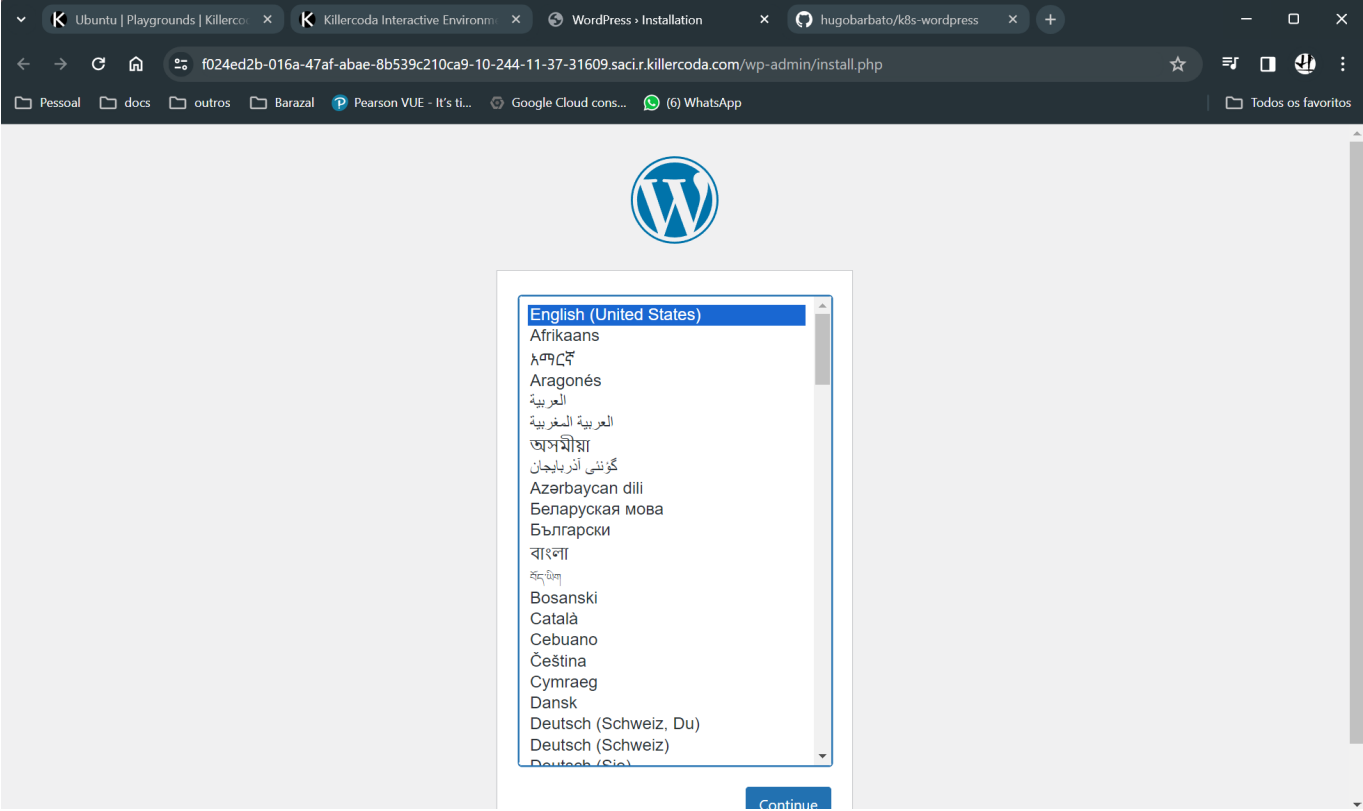 Ubuntu | Playgrounds | Killercod
Killercoda Interactive Environme
WordPress › Installation
hugobarbato/k8s-wordpress
f024ed2b-016a-47af-abae-8b539c210ca9-10-244-11-37-31609.saci.r.killercoda.com/wp-admin/install.php
Pessoal docs outros Barazal Pearson VUE - It's ti... Google Cloud cons... (6) WhatsApp Todos os favoritos
English (United States)
Afrikaans
አማርኛ
Aragonés
العربية
العربية المغربية
অসমীয়া
گؤنئی آذربایجان
Azərbaycan dili
Беларуская мова
Български
বাংলা
བོད་ཡིག
Bosanski
Català
Cebuano
Čeština
Cymraeg
Dansk
Deutsch (Schweiz, Du)
Deutsch (Schweiz)
Deutsch (Sie)
Continue